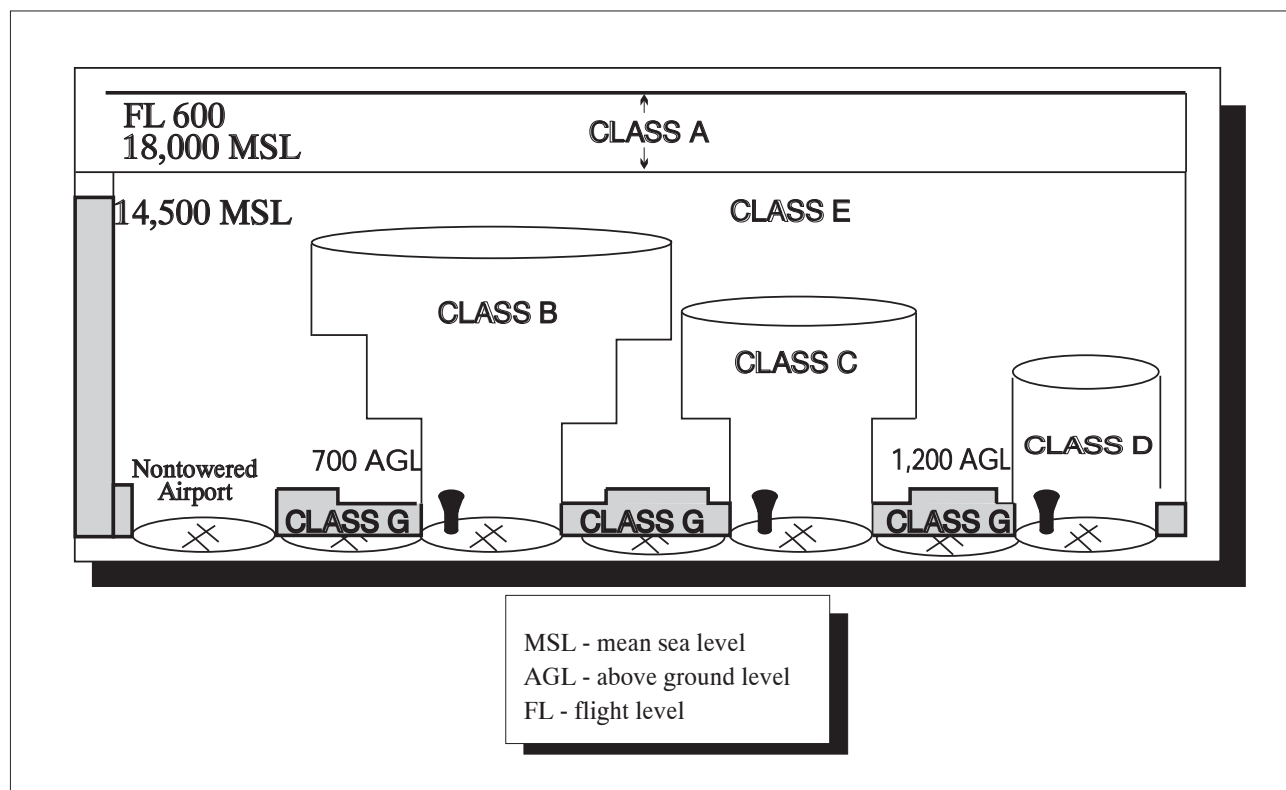 FL 600
18,000 MSL
CLASS A
14,500 MSL
CLASS E
CLASS B
CLASS C
CLASS D
700 AGL
1,200 AGL
Nontowered
Airport
CLASS G
CLASS G
CLASS G
MSL - mean sea level
AGL - above ground level
FL - flight level